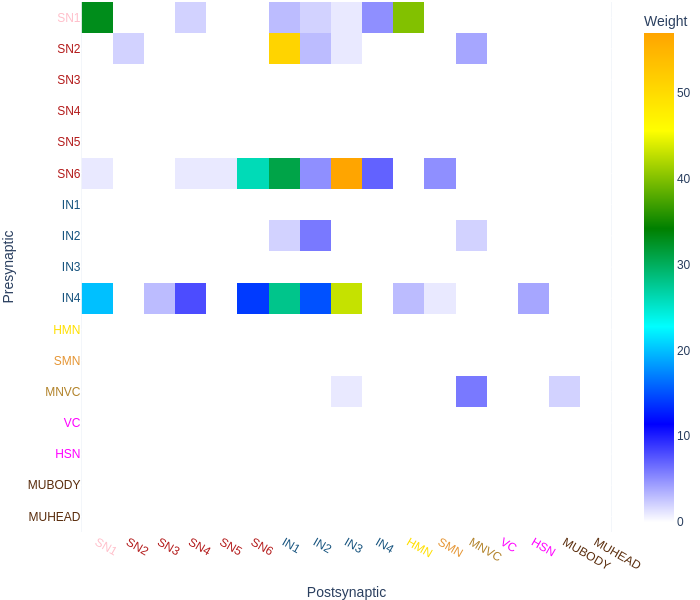 Weight
SN1
SN2
SN3
SN4
SN5
SN6
IN1
IN2
IN3
IN4
HMN
SMN
MNVC
VC
HSN
MUBODY
MUHEAD
Presynaptic
50
40
30
20
10
0
SN1
SN2
SN3
SN4
SN5
SN6
IN1
IN2
IN3
IN4
HMN
SMN
MNVC
VC
HSN
MUBODY
MUHEAD
Postsynaptic